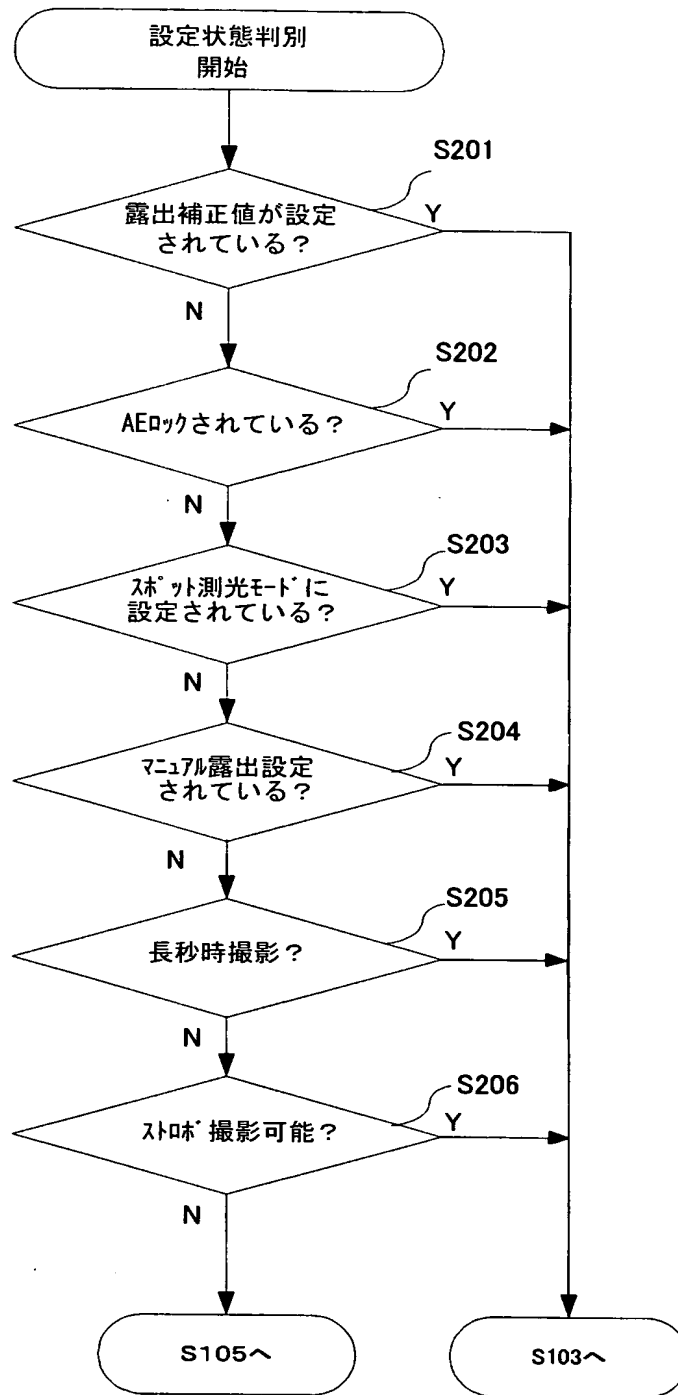 設定状態判別
開始
S201
露出補正値が設定
されている？
Y
N
S202
AEﾛｯｸされている？
Y
N
S203
ｽﾎﾟｯﾄ測光ﾓｰﾄﾞに
設定されている？
Y
N
S204
ﾏﾆｭｱﾙ露出設定
されている？
Y
N
S205
長秒時撮影？
Y
N
S206
ｽﾄﾛﾎﾞ撮影可能？
Y
N
S105へ
S103へ